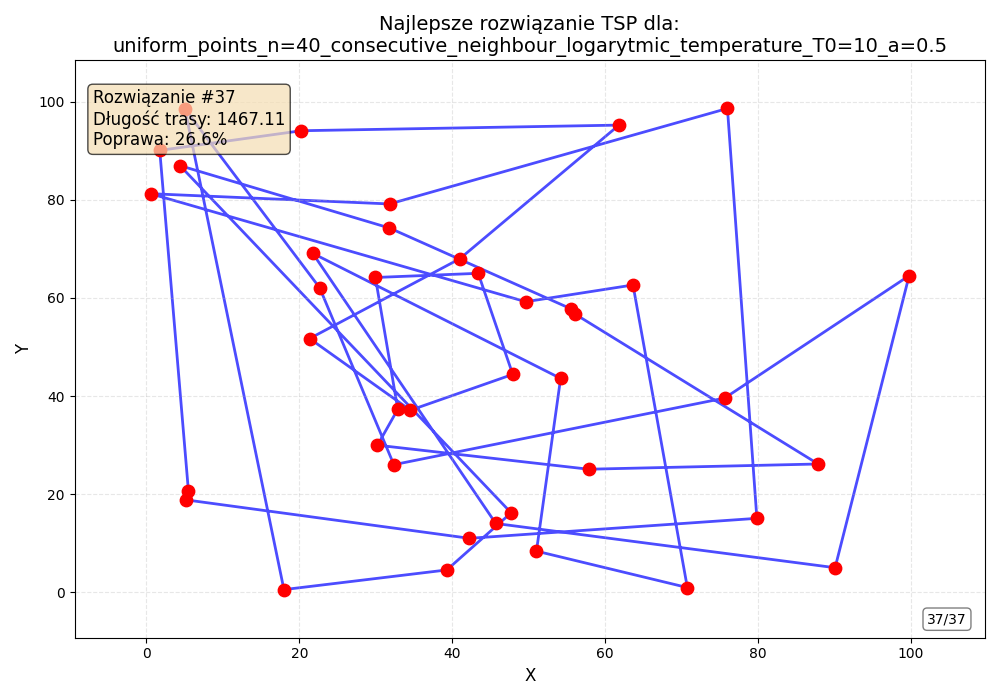 Najlepsze rozwiązanie TSP dla:
uniform_points_n=40_consecutive_neighbour_logarytmic_temperature_T0=10_a=0.5
Rozwiązanie #37
Długość trasy: 1467.11
Poprawa: 26.6%
100
80
60
40
20
0
Y
37/37
0 20 40 60 80 100
X